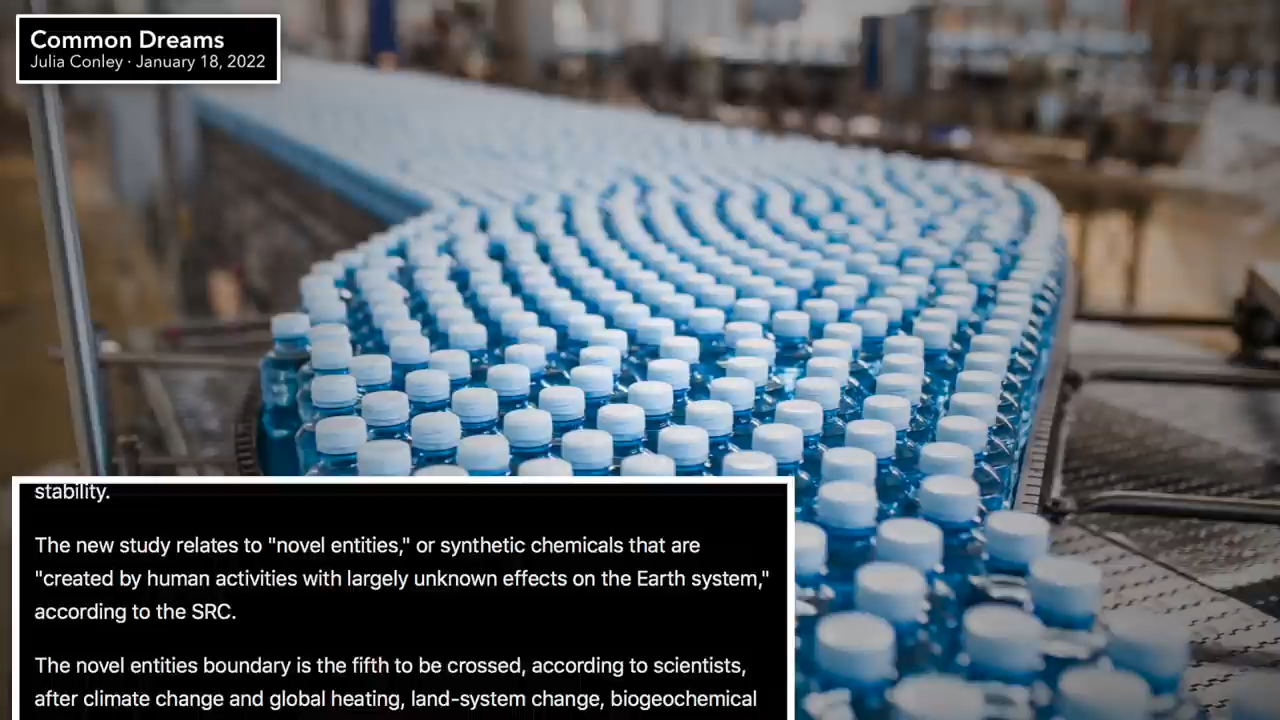 Common Dreams
Julia Conley · January 18, 2022
stability.
The new study relates to "novel entities," or synthetic chemicals that are
"created by human activities with largely unknown effects on the Earth system,"
according to the SRC.
The novel entities boundary is the fifth to be crossed, according to scientists,
after climate change and global heating, land-system change, biogeochemical